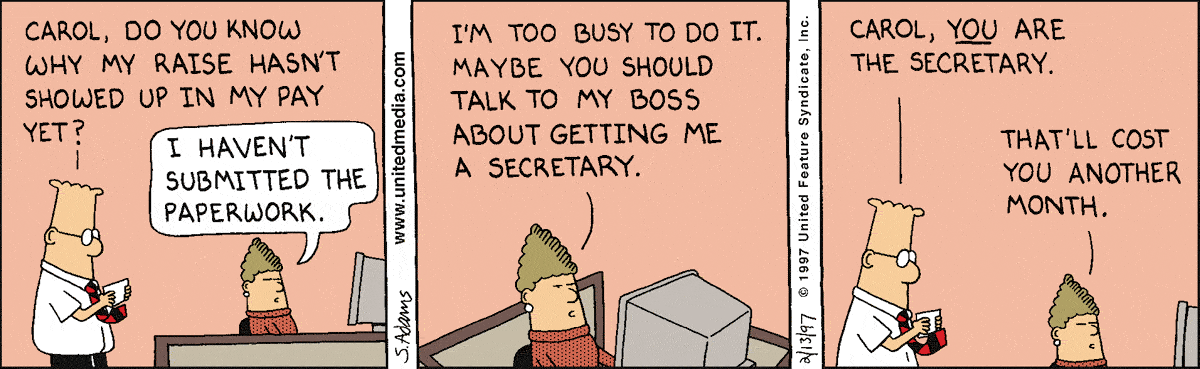 CAROL, DO YOU KNOW
WHY MY RAISE HASN'T
SHOWED UP IN MY PAY
YET?
I HAVEN'T
SUBMITTED THE
PAPERWORK.
www.unitedmedia.com
S.Adams
I'M TOO BUSY TO DO IT.
MAYBE YOU SHOULD
TALK TO MY BOSS
ABOUT GETTING ME
A SECRETARY.
© 1997 United Feature Syndicate, Inc.
2/13/97
CAROL, YOU ARE
THE SECRETARY.
THAT'LL COST
YOU ANOTHER
MONTH.